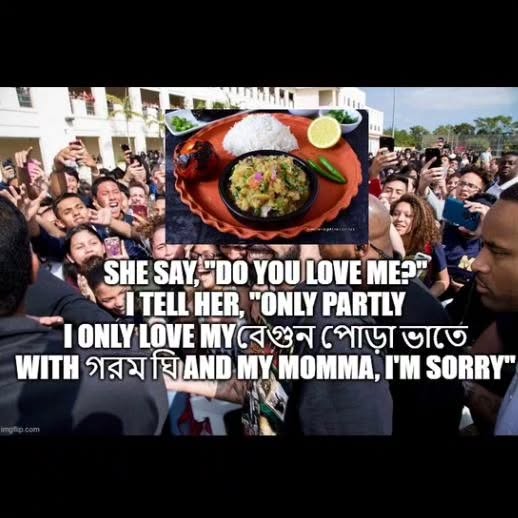 SHE SAY, "DO YOU LOVE ME?"
I TELL HER, "ONLY PARTLY
I ONLY LOVE MY বেগুন পোড়া ভাতে
WITH গরম ঘি AND MY MOMMA, I'M SORRY"
imgflip.com